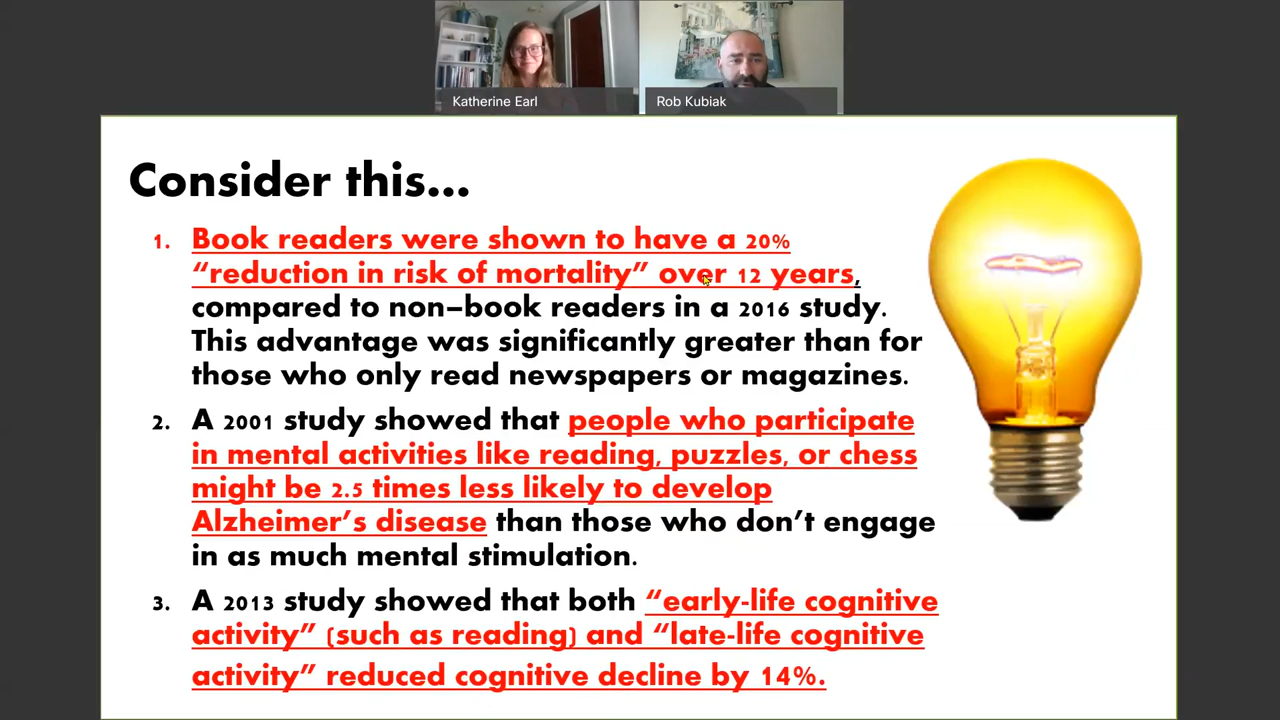 Katherine Earl
Rob Kubiak
Consider this...
1. Book readers were shown to have a 20%
“reduction in risk of mortality” over 12 years,
compared to non-book readers in a 2016 study.
This advantage was significantly greater than for
those who only read newspapers or magazines.
2. A 2001 study showed that people who participate
in mental activities like reading, puzzles, or chess
might be 2.5 times less likely to develop
Alzheimer’s disease than those who don’t engage
in as much mental stimulation.
3. A 2013 study showed that both “early-life cognitive
activity” (such as reading) and “late-life cognitive
activity” reduced cognitive decline by 14%.